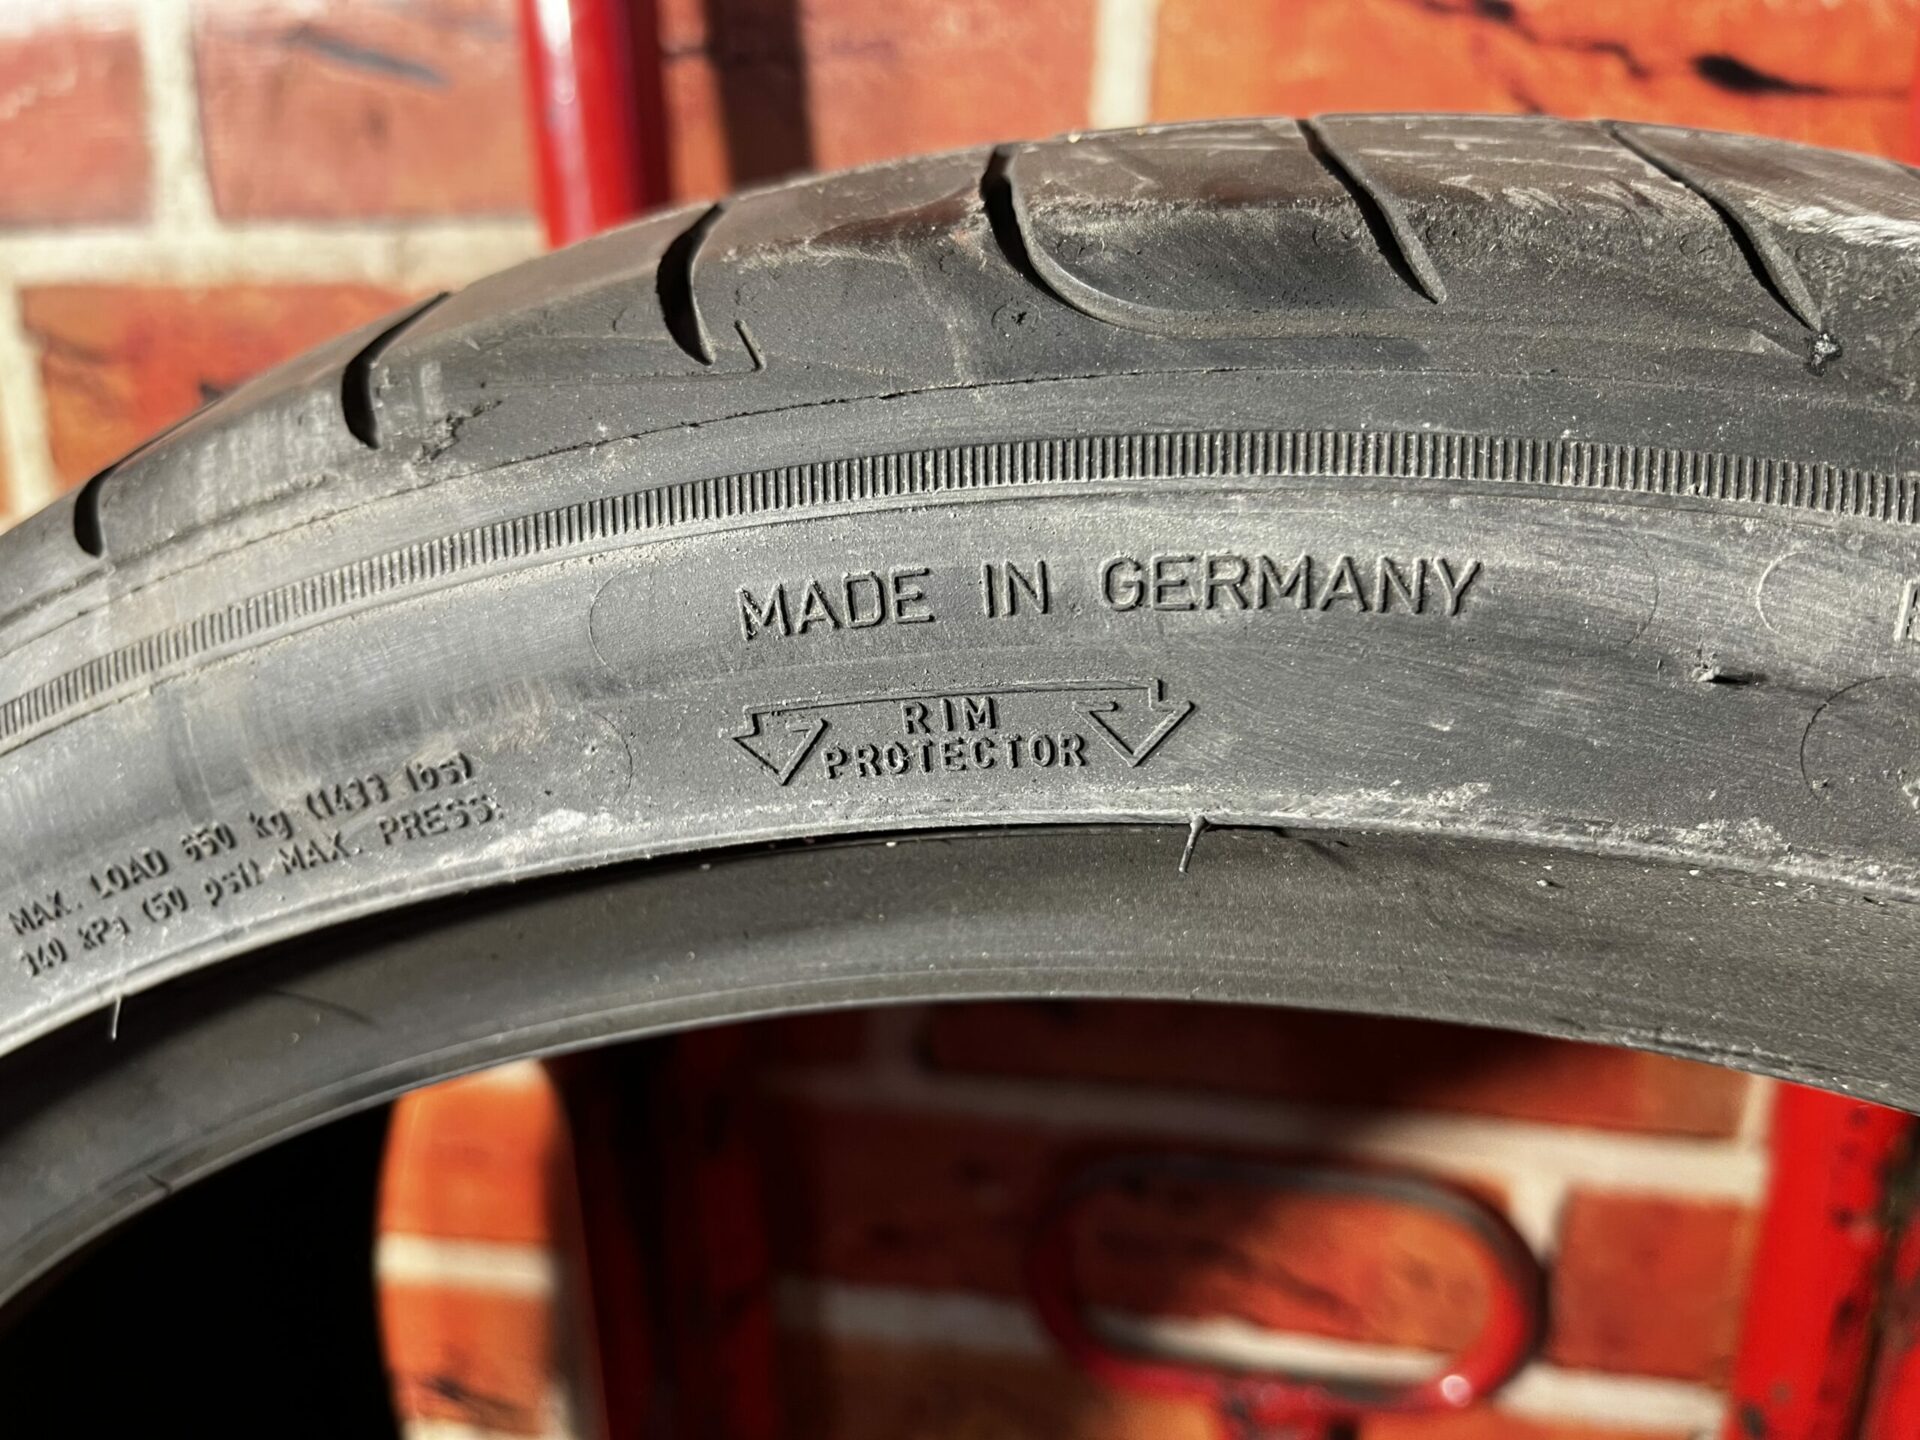 MADE IN GERMANY
RIM
PROTECTOR
MAX. LOAD 650 kg (1433 lbs)
340 kPa (50 psi) MAX. PRESS.